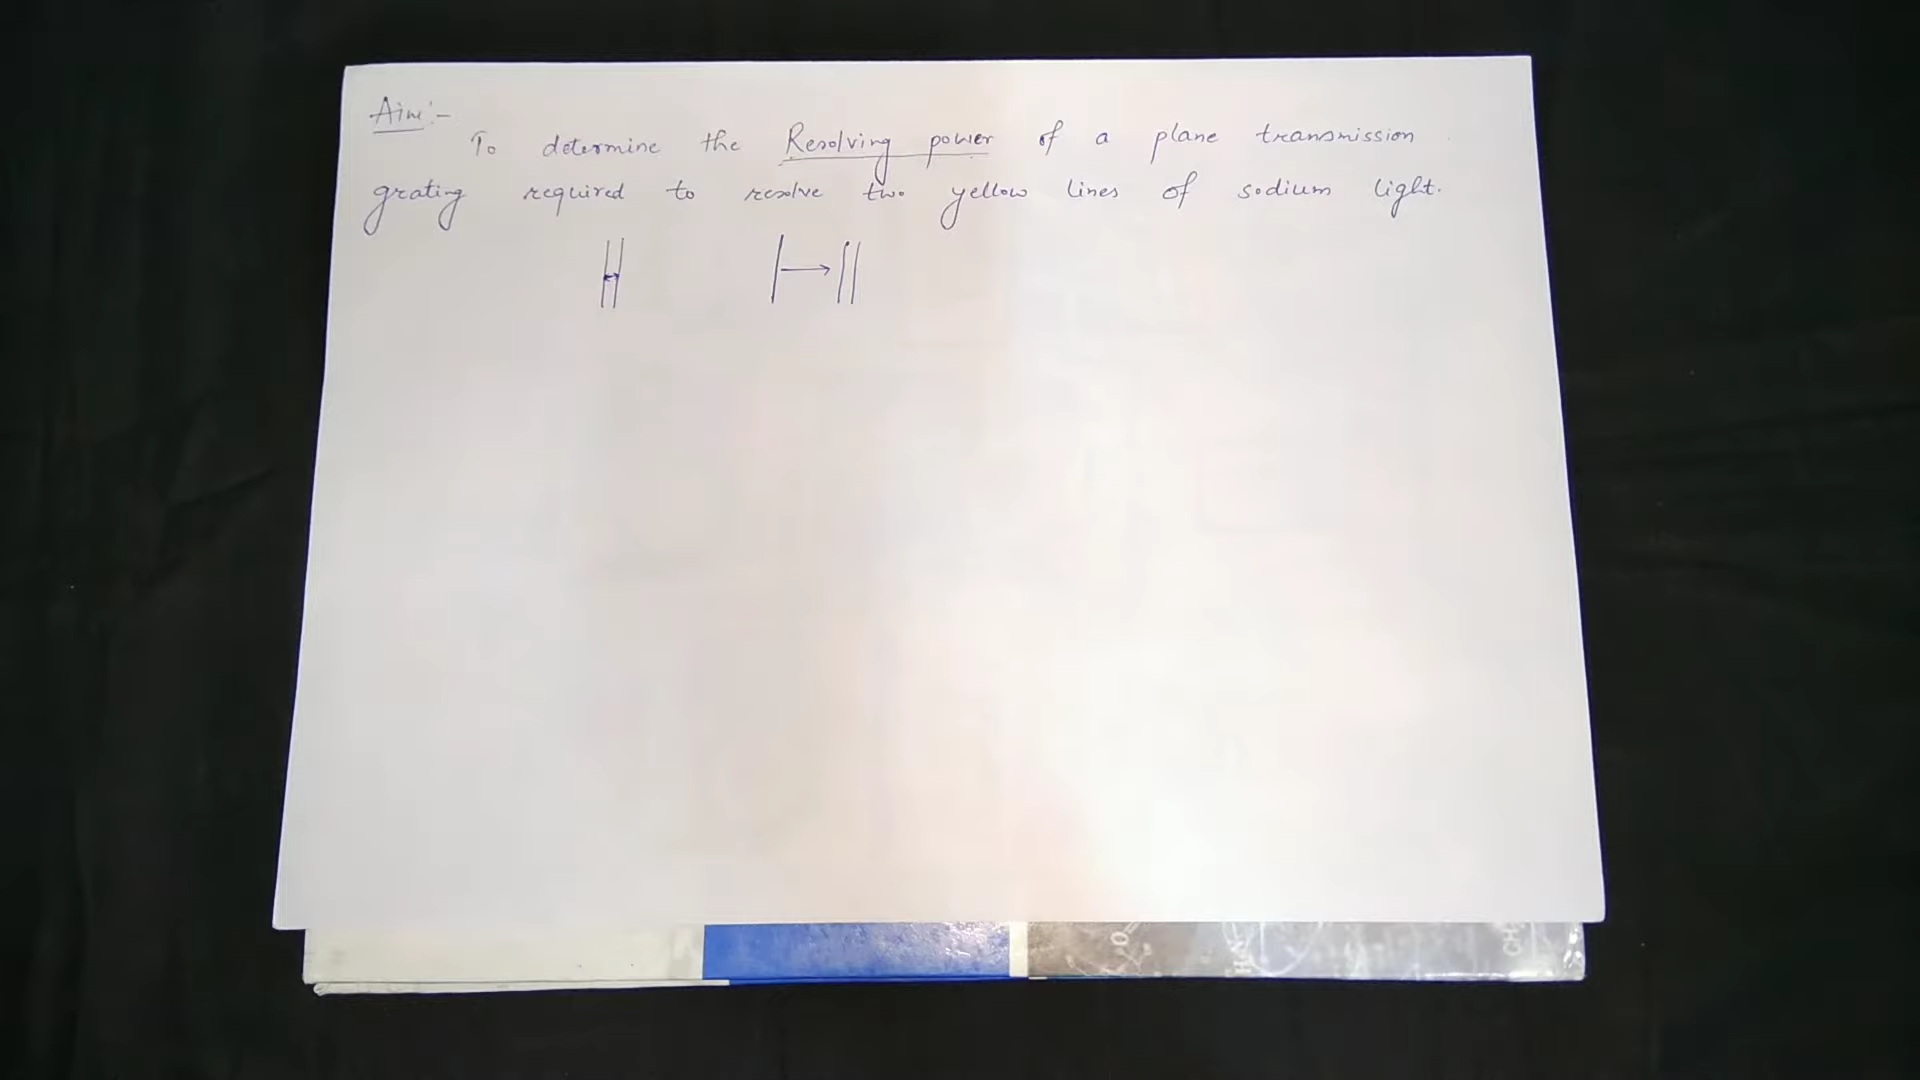 Aim:-
To determine the Resolving power of a plane transmission
grating required to resolve two yellow lines of sodium light.